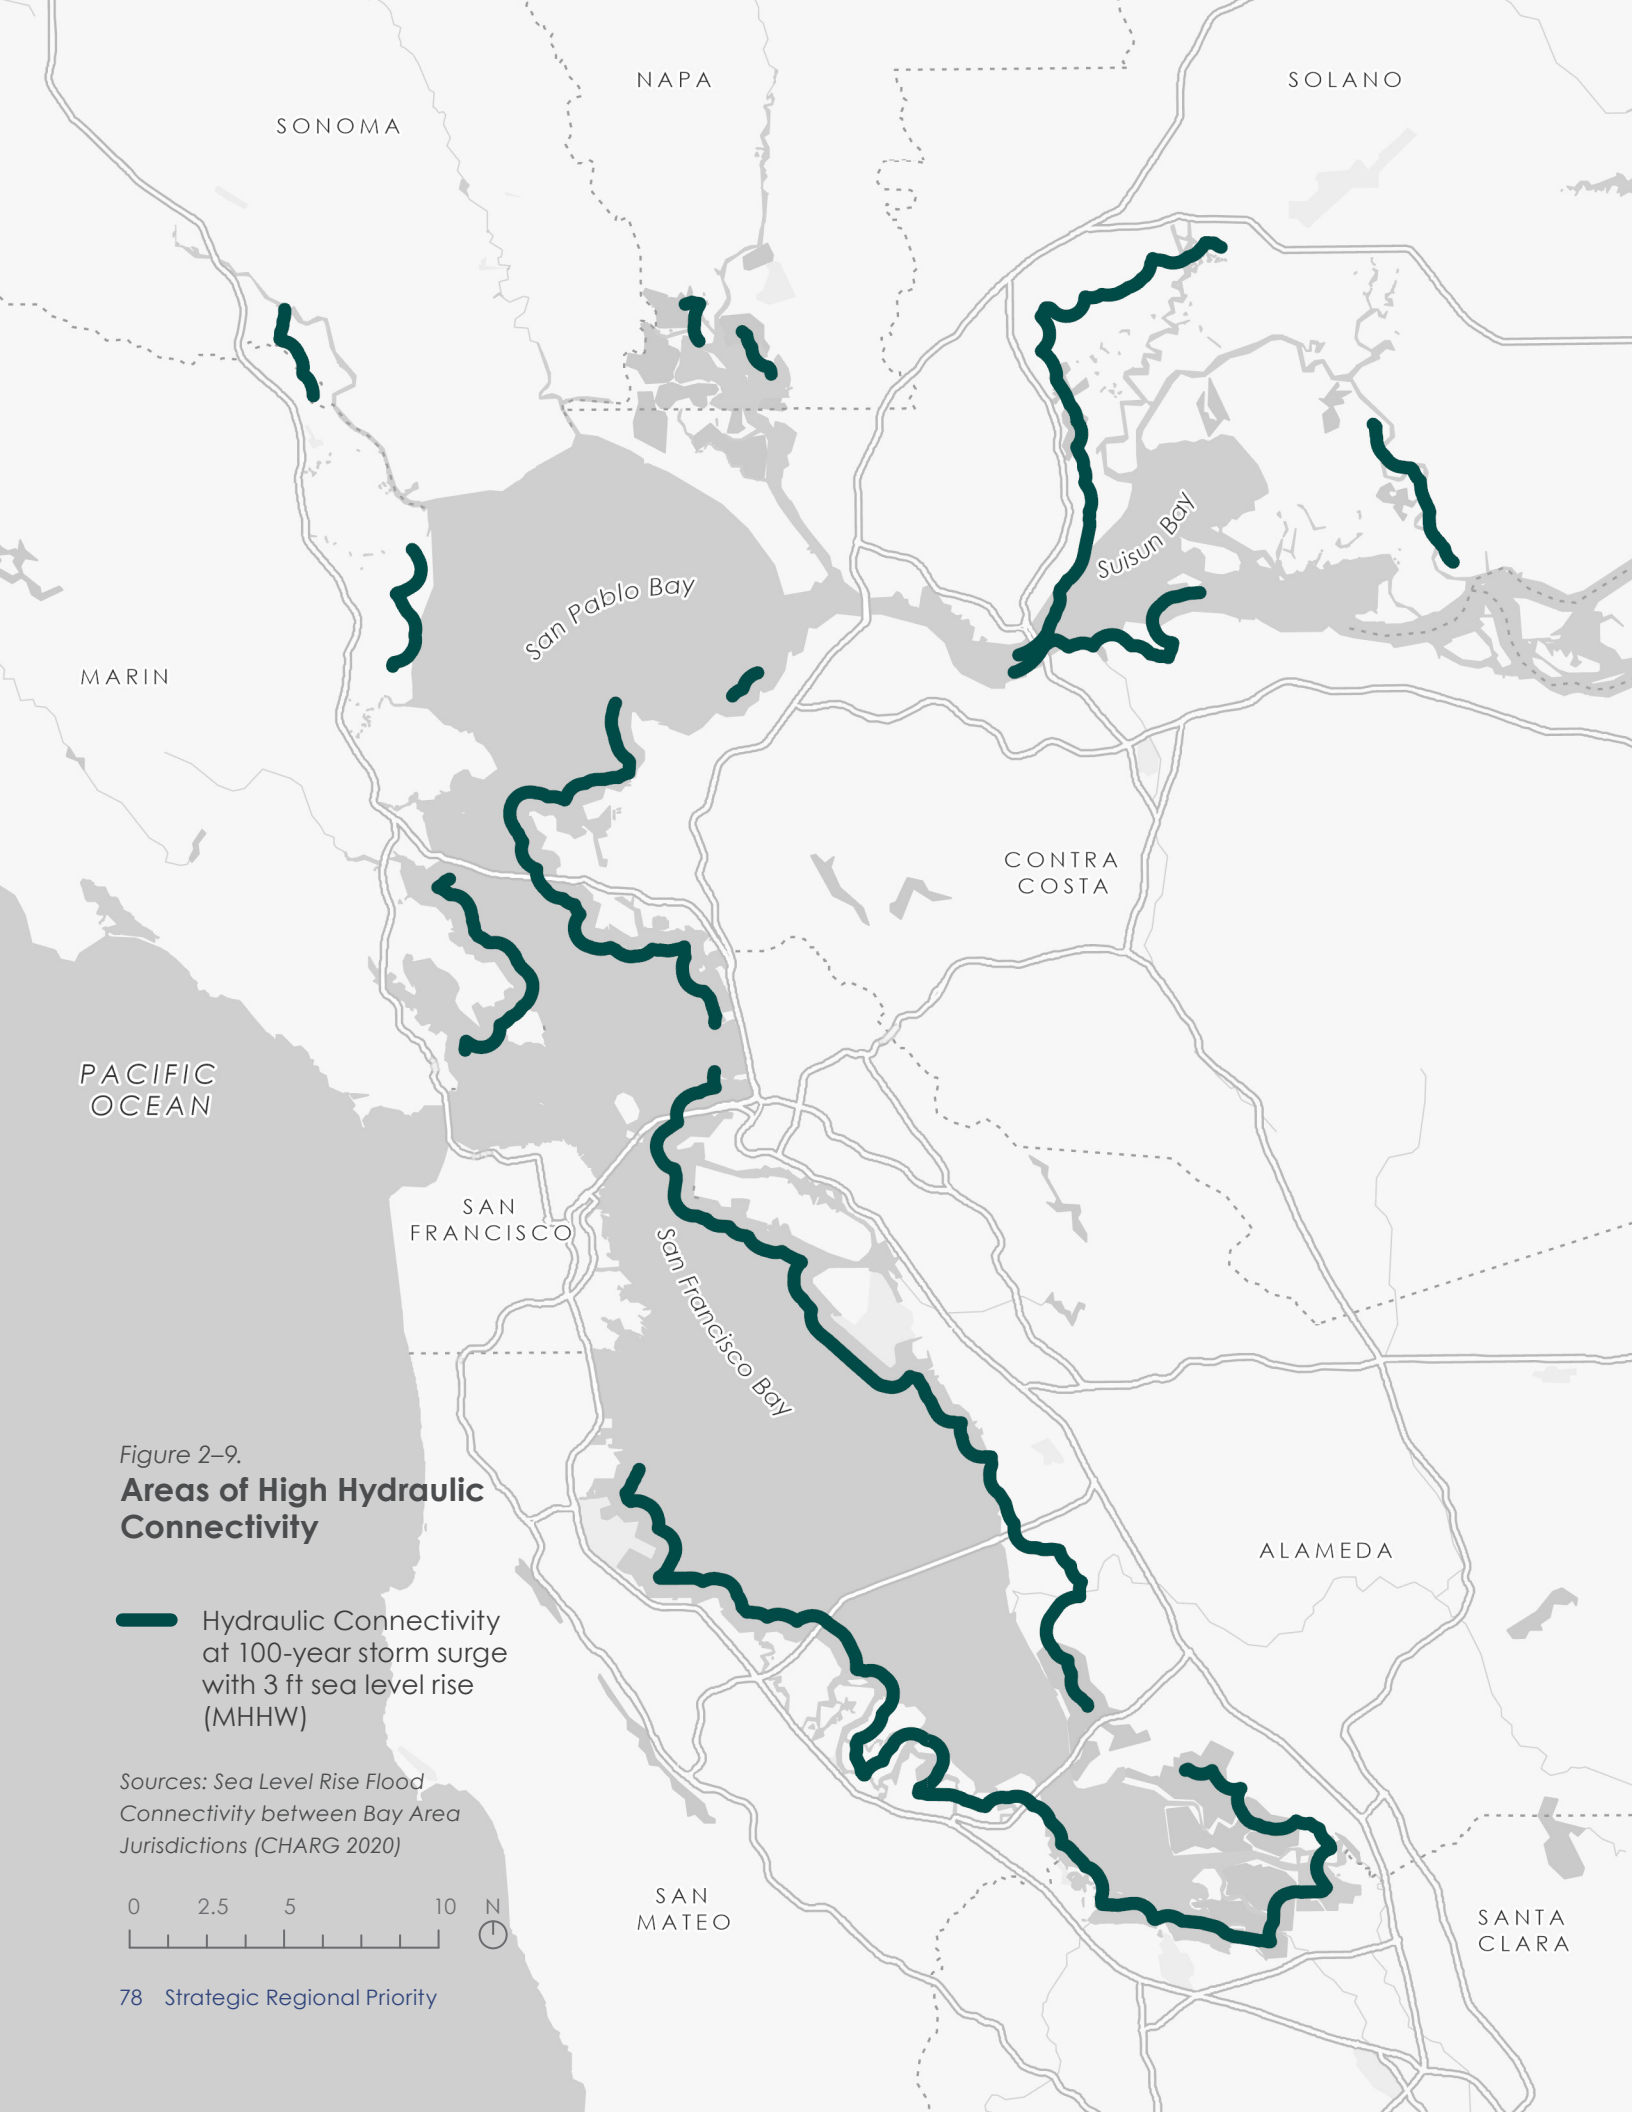 NAPA
SOLANO
SONOMA
Suisun Bay
San Pablo Bay
MARIN
CONTRA
COSTA
PACIFIC
OCEAN
SAN
FRANCISCO
San Francisco Bay
Figure 2–9.
Areas of High Hydraulic
Connectivity
ALAMEDA
Hydraulic Connectivity
at 100-year storm surge
with 3 ft sea level rise
(MHHW)
Sources: Sea Level Rise Flood
Connectivity between Bay Area
Jurisdictions (CHARG 2020)
0 2.5 5 10 N
SAN
MATEO
SANTA
CLARA
78 Strategic Regional Priority